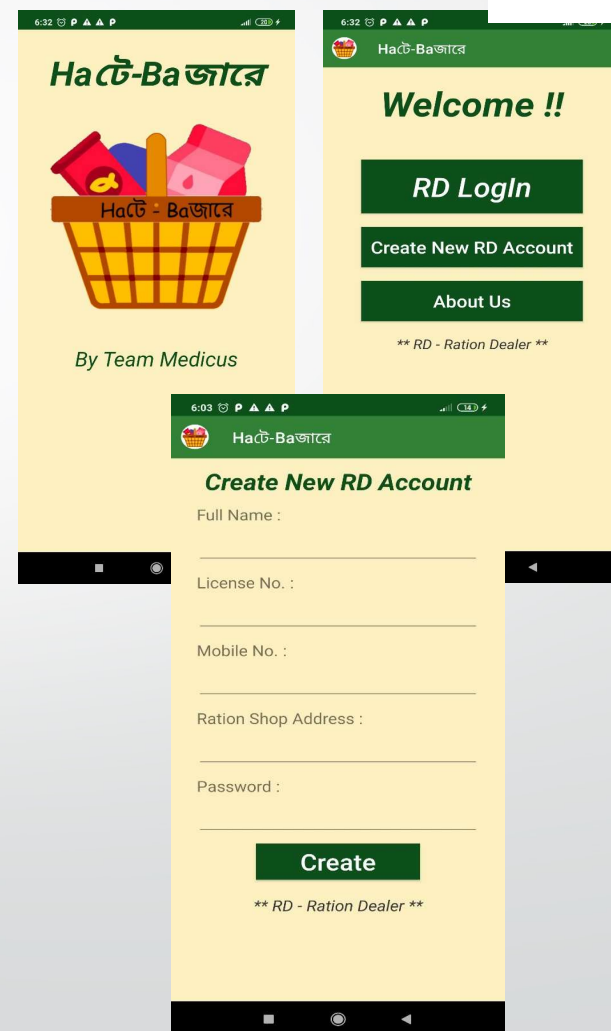 6:32 P P 20
Haটে-Baজারে
Haটে - Baজারে
By Team Medicus
6:32 P P
Haটে-Baজারে
Welcome !!
RD LogIn
Create New RD Account
About Us
** RD - Ration Dealer **
6:03 P P 14
Haটে-Baজারে
Create New RD Account
Full Name :
License No. :
Mobile No. :
Ration Shop Address :
Password :
Create
** RD - Ration Dealer **